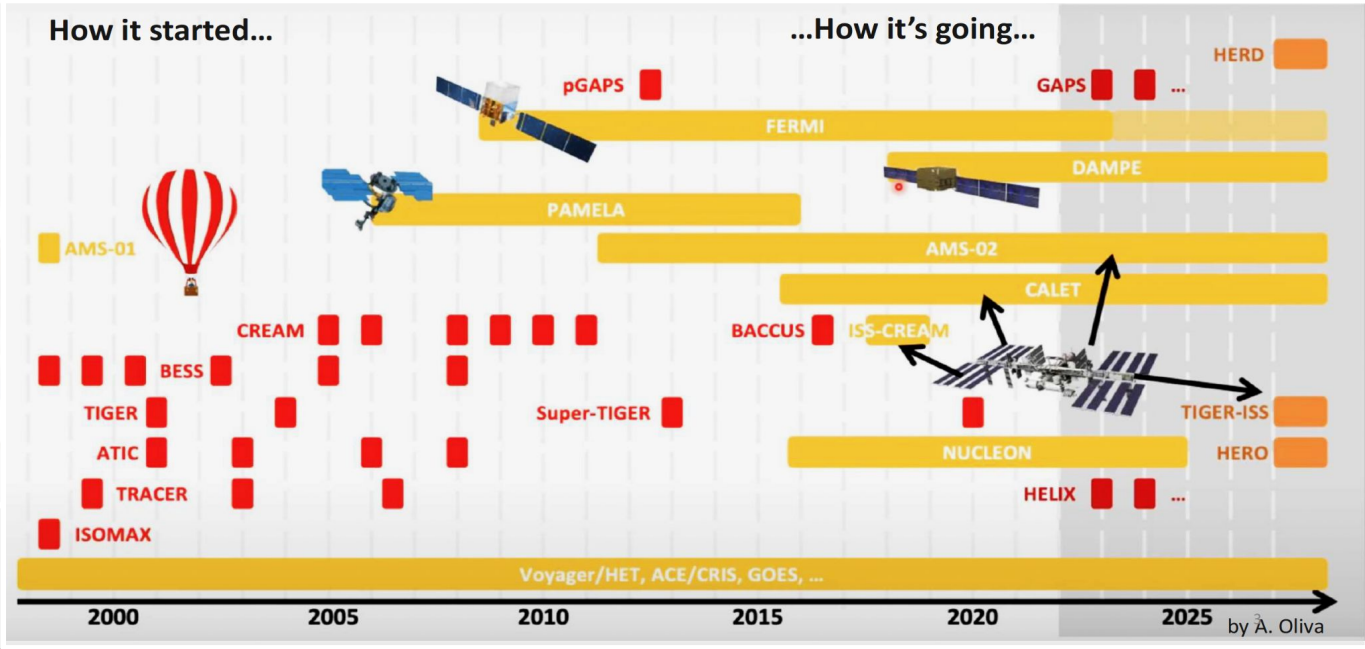 How it started...
...How it's going...
HERD
pGAPS
GAPS
...
FERMI
DAMPE
PAMELA
AMS-01
AMS-02
CALET
CREAM
BACCUS
ISS-CREAM
BESS
TIGER
Super-TIGER
TIGER-ISS
ATIC
NUCLEON
HERO
TRACER
HELIX
...
ISOMAX
Voyager/HET, ACE/CRIS, GOES, ...
2000 2005 2010 2015 2020 2025
3
by A. Oliva